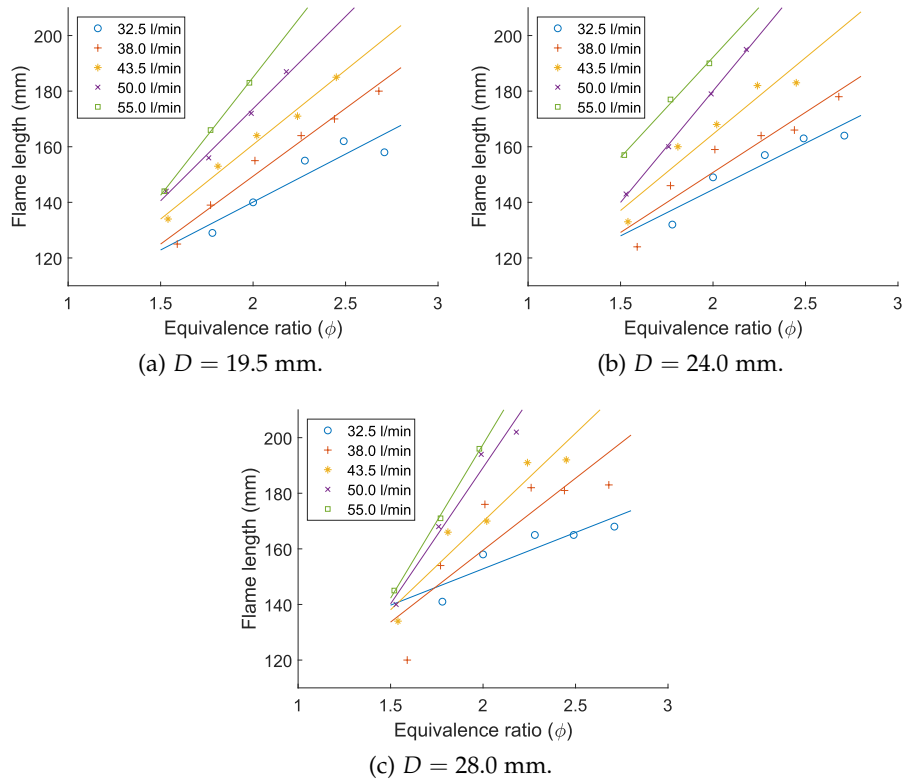 200
180
160
140
120
Flame length (mm)
32.5 l/min
38.0 l/min
43.5 l/min
50.0 l/min
55.0 l/min
1
1.5
2
2.5
3
Equivalence ratio (ϕ)
(a) D = 19.5 mm.
200
180
160
140
120
Flame length (mm)
32.5 l/min
38.0 l/min
43.5 l/min
50.0 l/min
55.0 l/min
1
1.5
2
2.5
3
Equivalence ratio (ϕ)
(b) D = 24.0 mm.
200
180
160
140
120
Flame length (mm)
32.5 l/min
38.0 l/min
43.5 l/min
50.0 l/min
55.0 l/min
1
1.5
2
2.5
3
Equivalence ratio (ϕ)
(c) D = 28.0 mm.